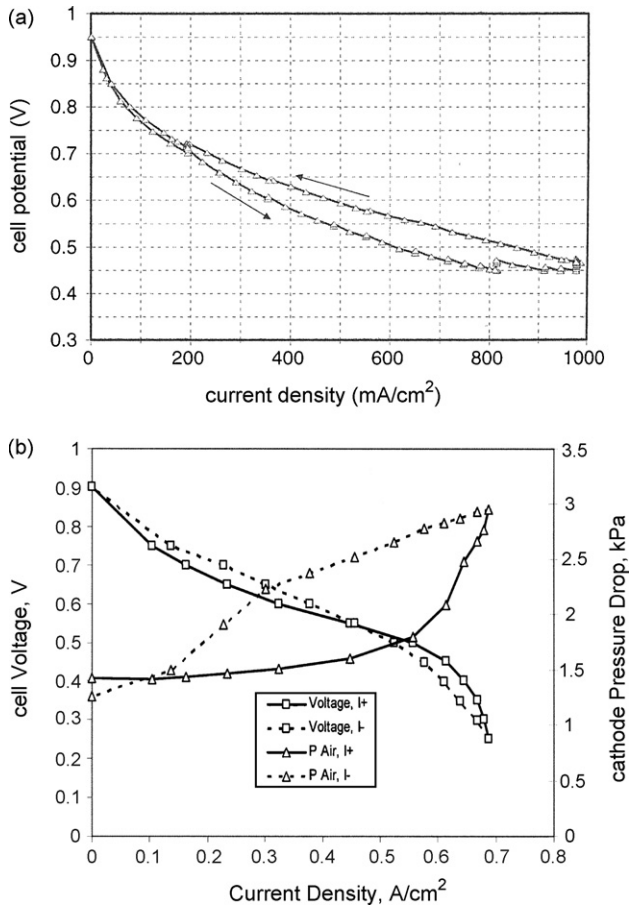 (a)
1
0.9
0.8
0.7
0.6
0.5
0.4
0.3
cell potential (V)
0 200 400 600 800 1000
current density (mA/cm²)
(b)
1
0.9
0.8
0.7
0.6
0.5
0.4
0.3
0.2
0.1
0
cell Voltage, V
3.5
3
2.5
2
1.5
1
0.5
0
cathode Pressure Drop, kPa
Voltage, I+
Voltage, I-
P Air, I+
P Air, I-
0 0.1 0.2 0.3 0.4 0.5 0.6 0.7 0.8
Current Density, A/cm²